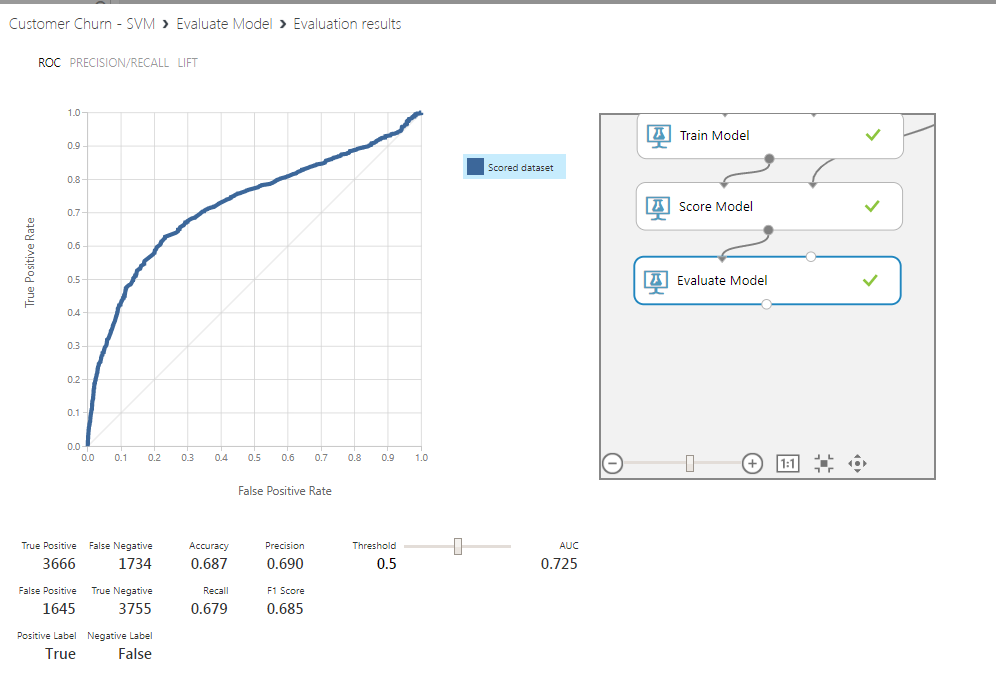 Customer Churn - SVM › Evaluate Model › Evaluation results
ROC PRECISION/RECALL LIFT
1.0
0.9
0.8
0.7
0.6
0.5
0.4
0.3
0.2
0.1
0.0
True Positive Rate
0.0 0.1 0.2 0.3 0.4 0.5 0.6 0.7 0.8 0.9 1.0
False Positive Rate
Scored dataset
Train Model
Score Model
Evaluate Model
1:1
True Positive False Negative Accuracy Precision Threshold AUC
3666 1734 0.687 0.690 0.5 0.725
False Positive True Negative Recall F1 Score
1645 3755 0.679 0.685
Positive Label Negative Label
True False